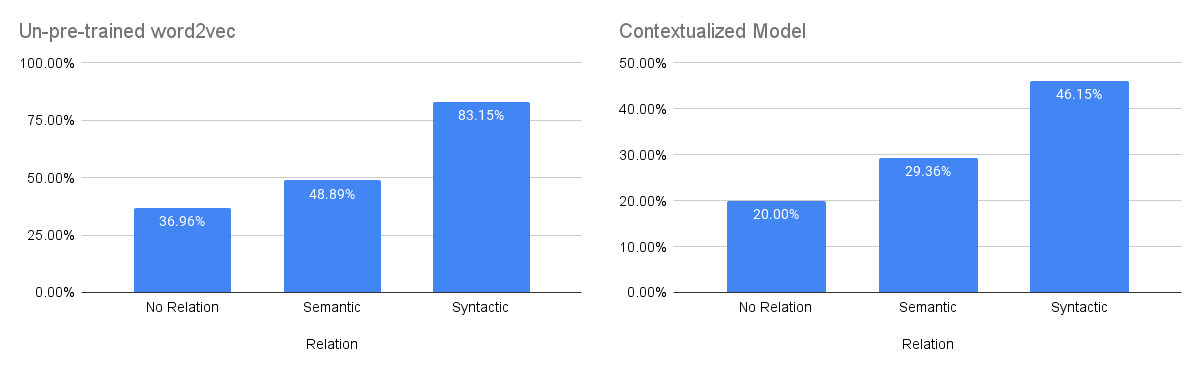 Un-pre-trained word2vec
100.00%
75.00%
50.00%
25.00%
0.00%
36.96%
48.89%
83.15%
No Relation
Semantic
Syntactic
Relation
Contextualized Model
50.00%
40.00%
30.00%
20.00%
10.00%
0.00%
20.00%
29.36%
46.15%
No Relation
Semantic
Syntactic
Relation